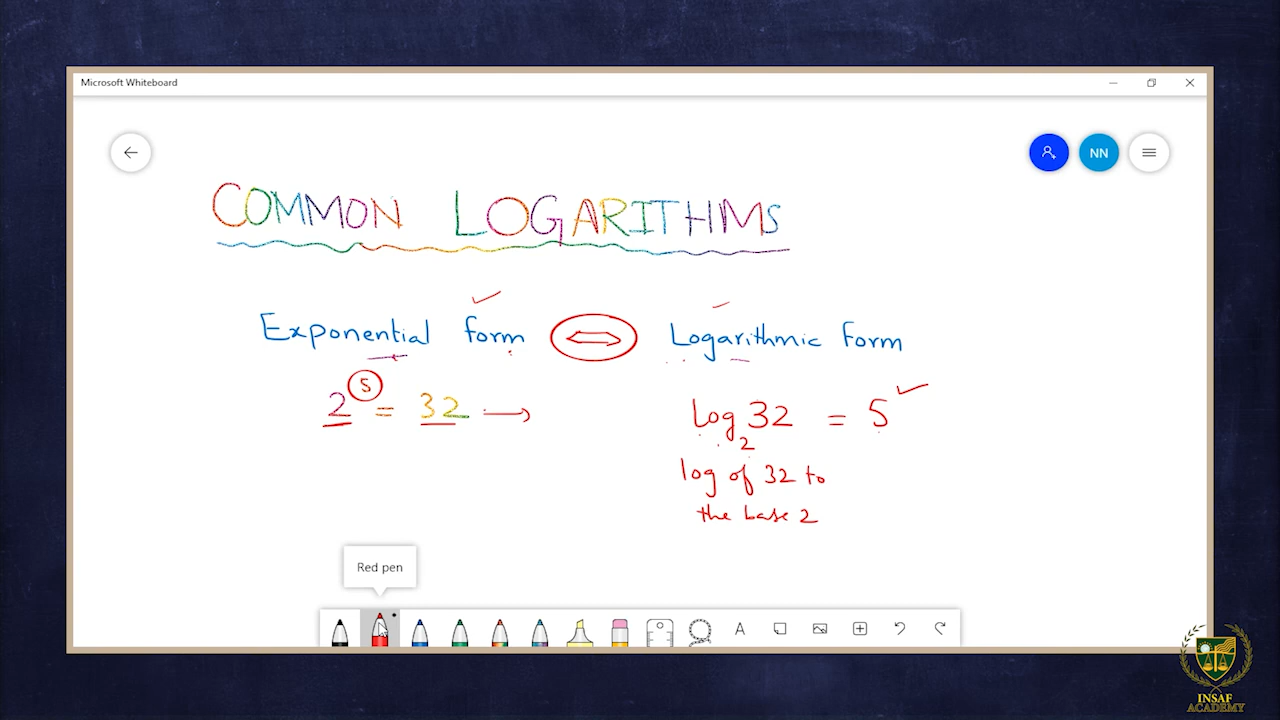 Microsoft Whiteboard
NN
COMMON LOGARITHMS
Exponential form ⇔ Logarithmic form
2⁵ = 32 → log₂ 32 = 5
log of 32 to
the base 2
Red pen
A
INSAF
ACADEMY